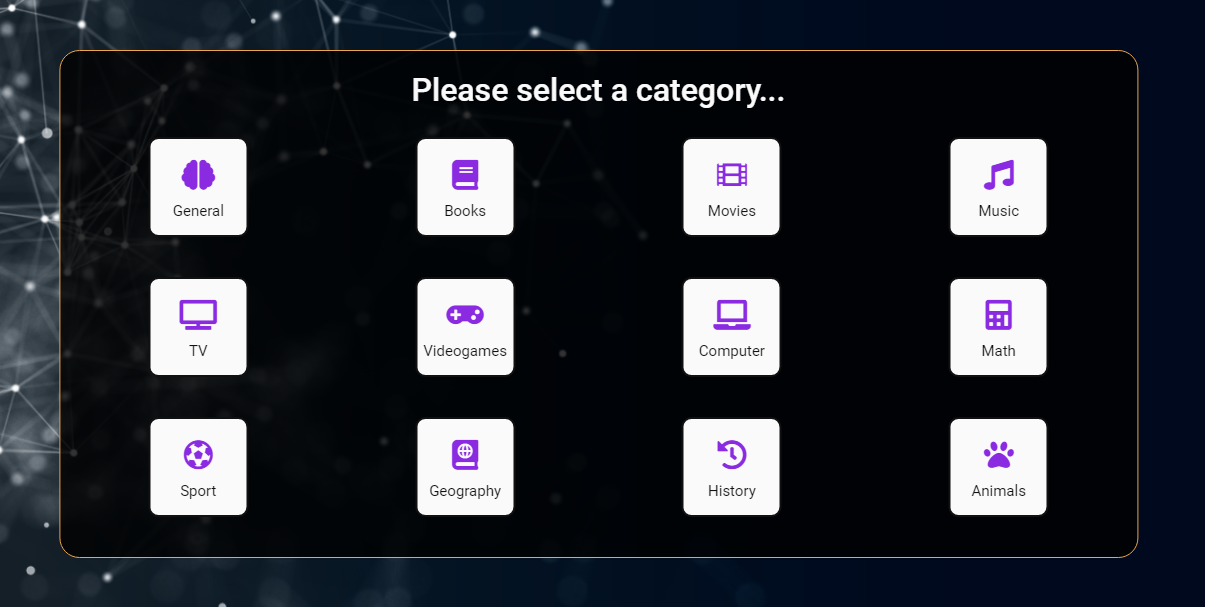 Please select a category...
General
Books
Movies
Music
TV
Videogames
Computer
Math
Sport
Geography
History
Animals